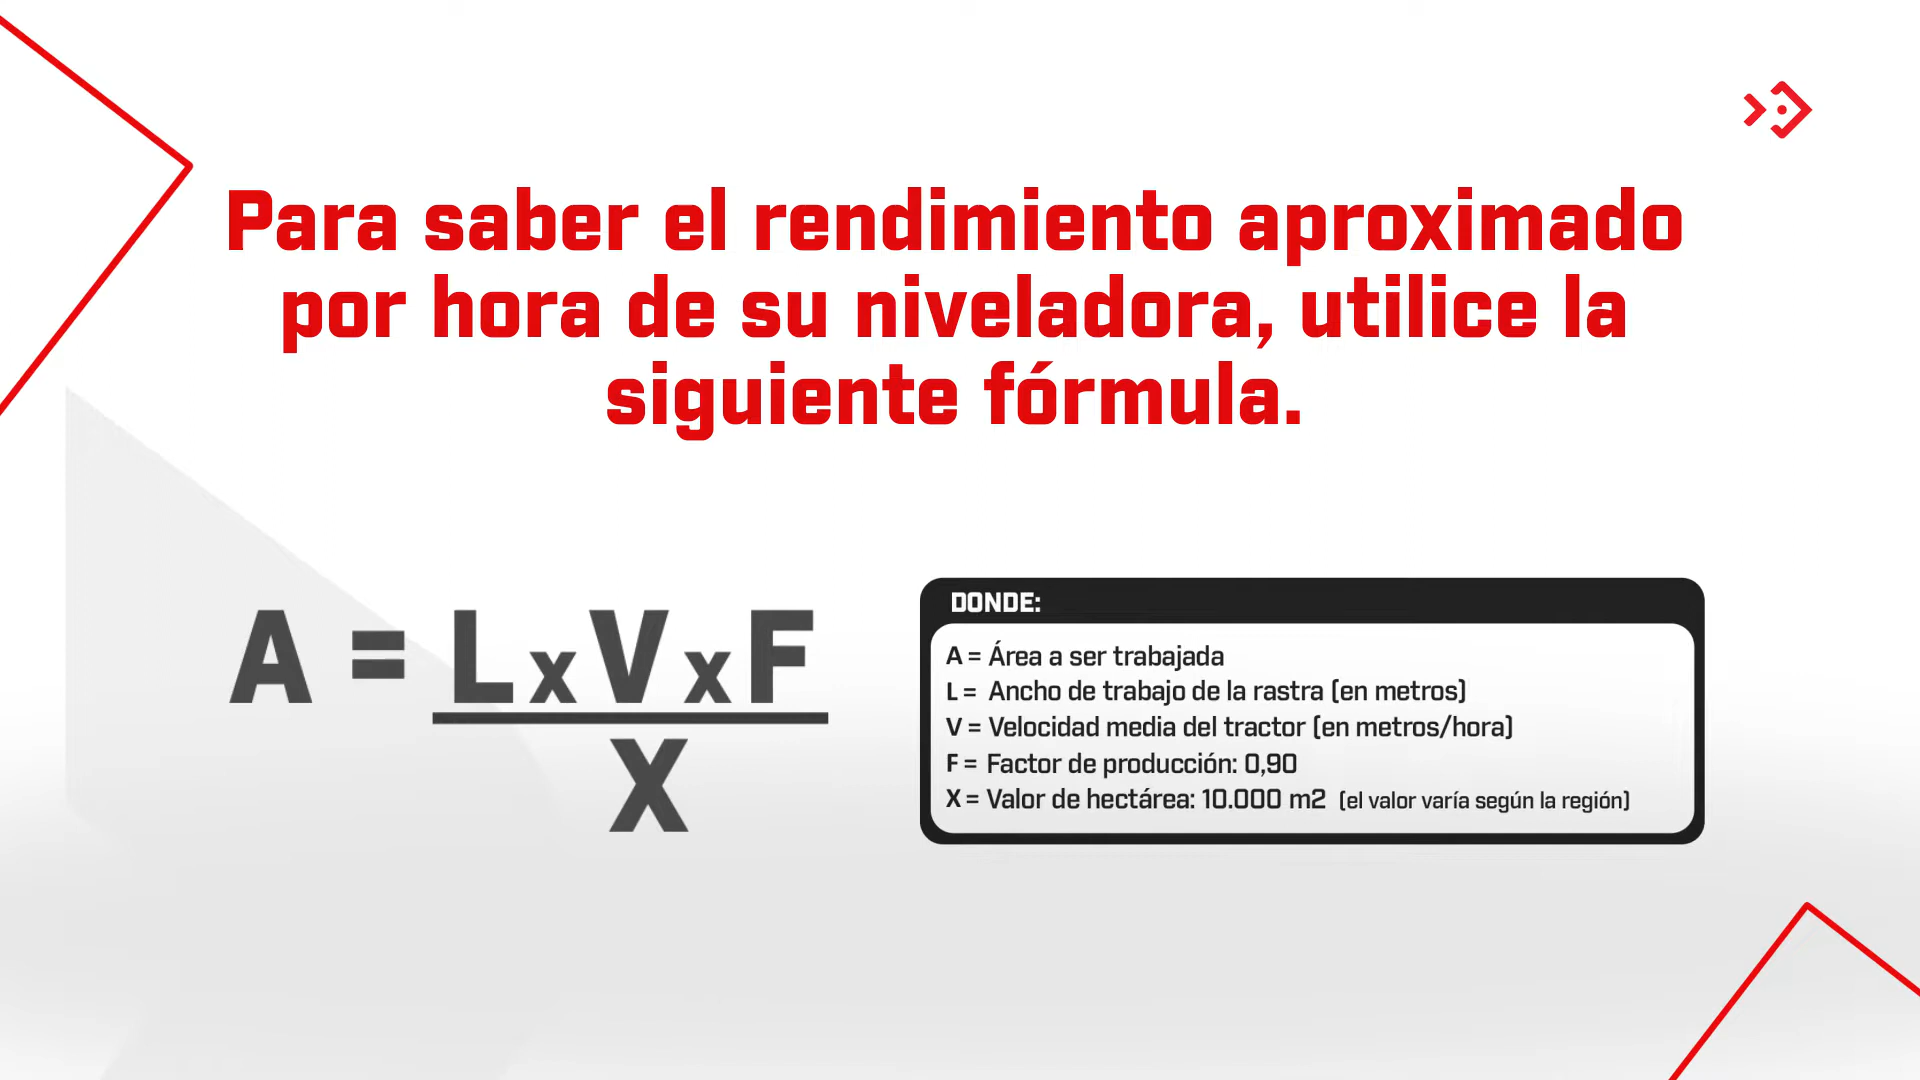 Para saber el rendimiento aproximado
por hora de su niveladora, utilice la
siguiente fórmula.
A = L x V x F
X
DONDE:
A = Área a ser trabajada
L = Ancho de trabajo de la rastra (en metros)
V = Velocidad media del tractor (en metros/hora)
F = Factor de producción: 0,90
X = Valor de hectárea: 10.000 m2 (el valor varía según la región)